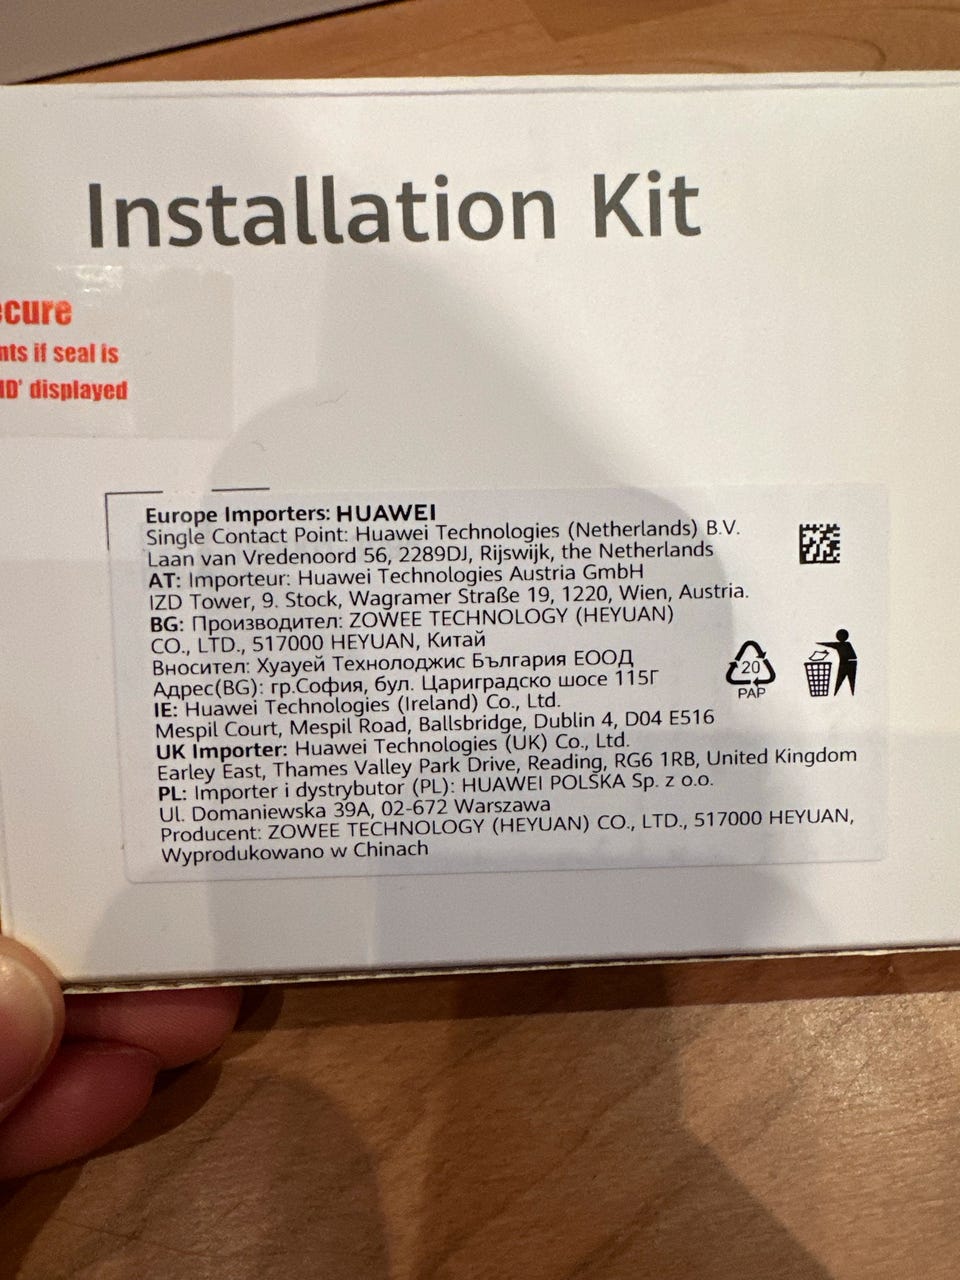 Installation Kit
ecure
nts if seal is
ID' displayed
Europe Importers: HUAWEI
Single Contact Point: Huawei Technologies (Netherlands) B.V.
Laan van Vredenoord 56, 2289DJ, Rijswijk, the Netherlands
AT: Importeur: Huawei Technologies Austria GmbH
IZD Tower, 9. Stock, Wagramer Straße 19, 1220, Wien, Austria.
BG: Производител: ZOWEE TECHNOLOGY (HEYUAN)
CO., LTD., 517000 HEYUAN, Китай
Вносител: Хуауей Технолоджис България ЕООД
Адрес(BG): гр.София, бул. Цариградско шосе 115Г
IE: Huawei Technologies (Ireland) Co., Ltd.
Mespil Court, Mespil Road, Ballsbridge, Dublin 4, D04 E516
UK Importer: Huawei Technologies (UK) Co., Ltd.
Earley East, Thames Valley Park Drive, Reading, RG6 1RB, United Kingdom
PL: Importer i dystrybutor (PL): HUAWEI POLSKA Sp. z o.o.
Ul. Domaniewska 39A, 02-672 Warszawa
Producent: ZOWEE TECHNOLOGY (HEYUAN) CO., LTD., 517000 HEYUAN,
Wyprodukowano w Chinach
20
PAP